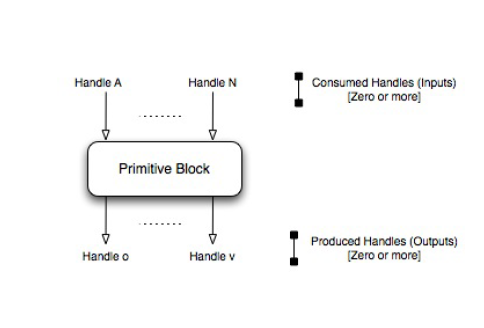 Handle A
Handle N
Consumed Handles (Inputs)
[Zero or more]
Primitive Block
Handle o
Handle v
Produced Handles (Outputs)
[Zero or more]